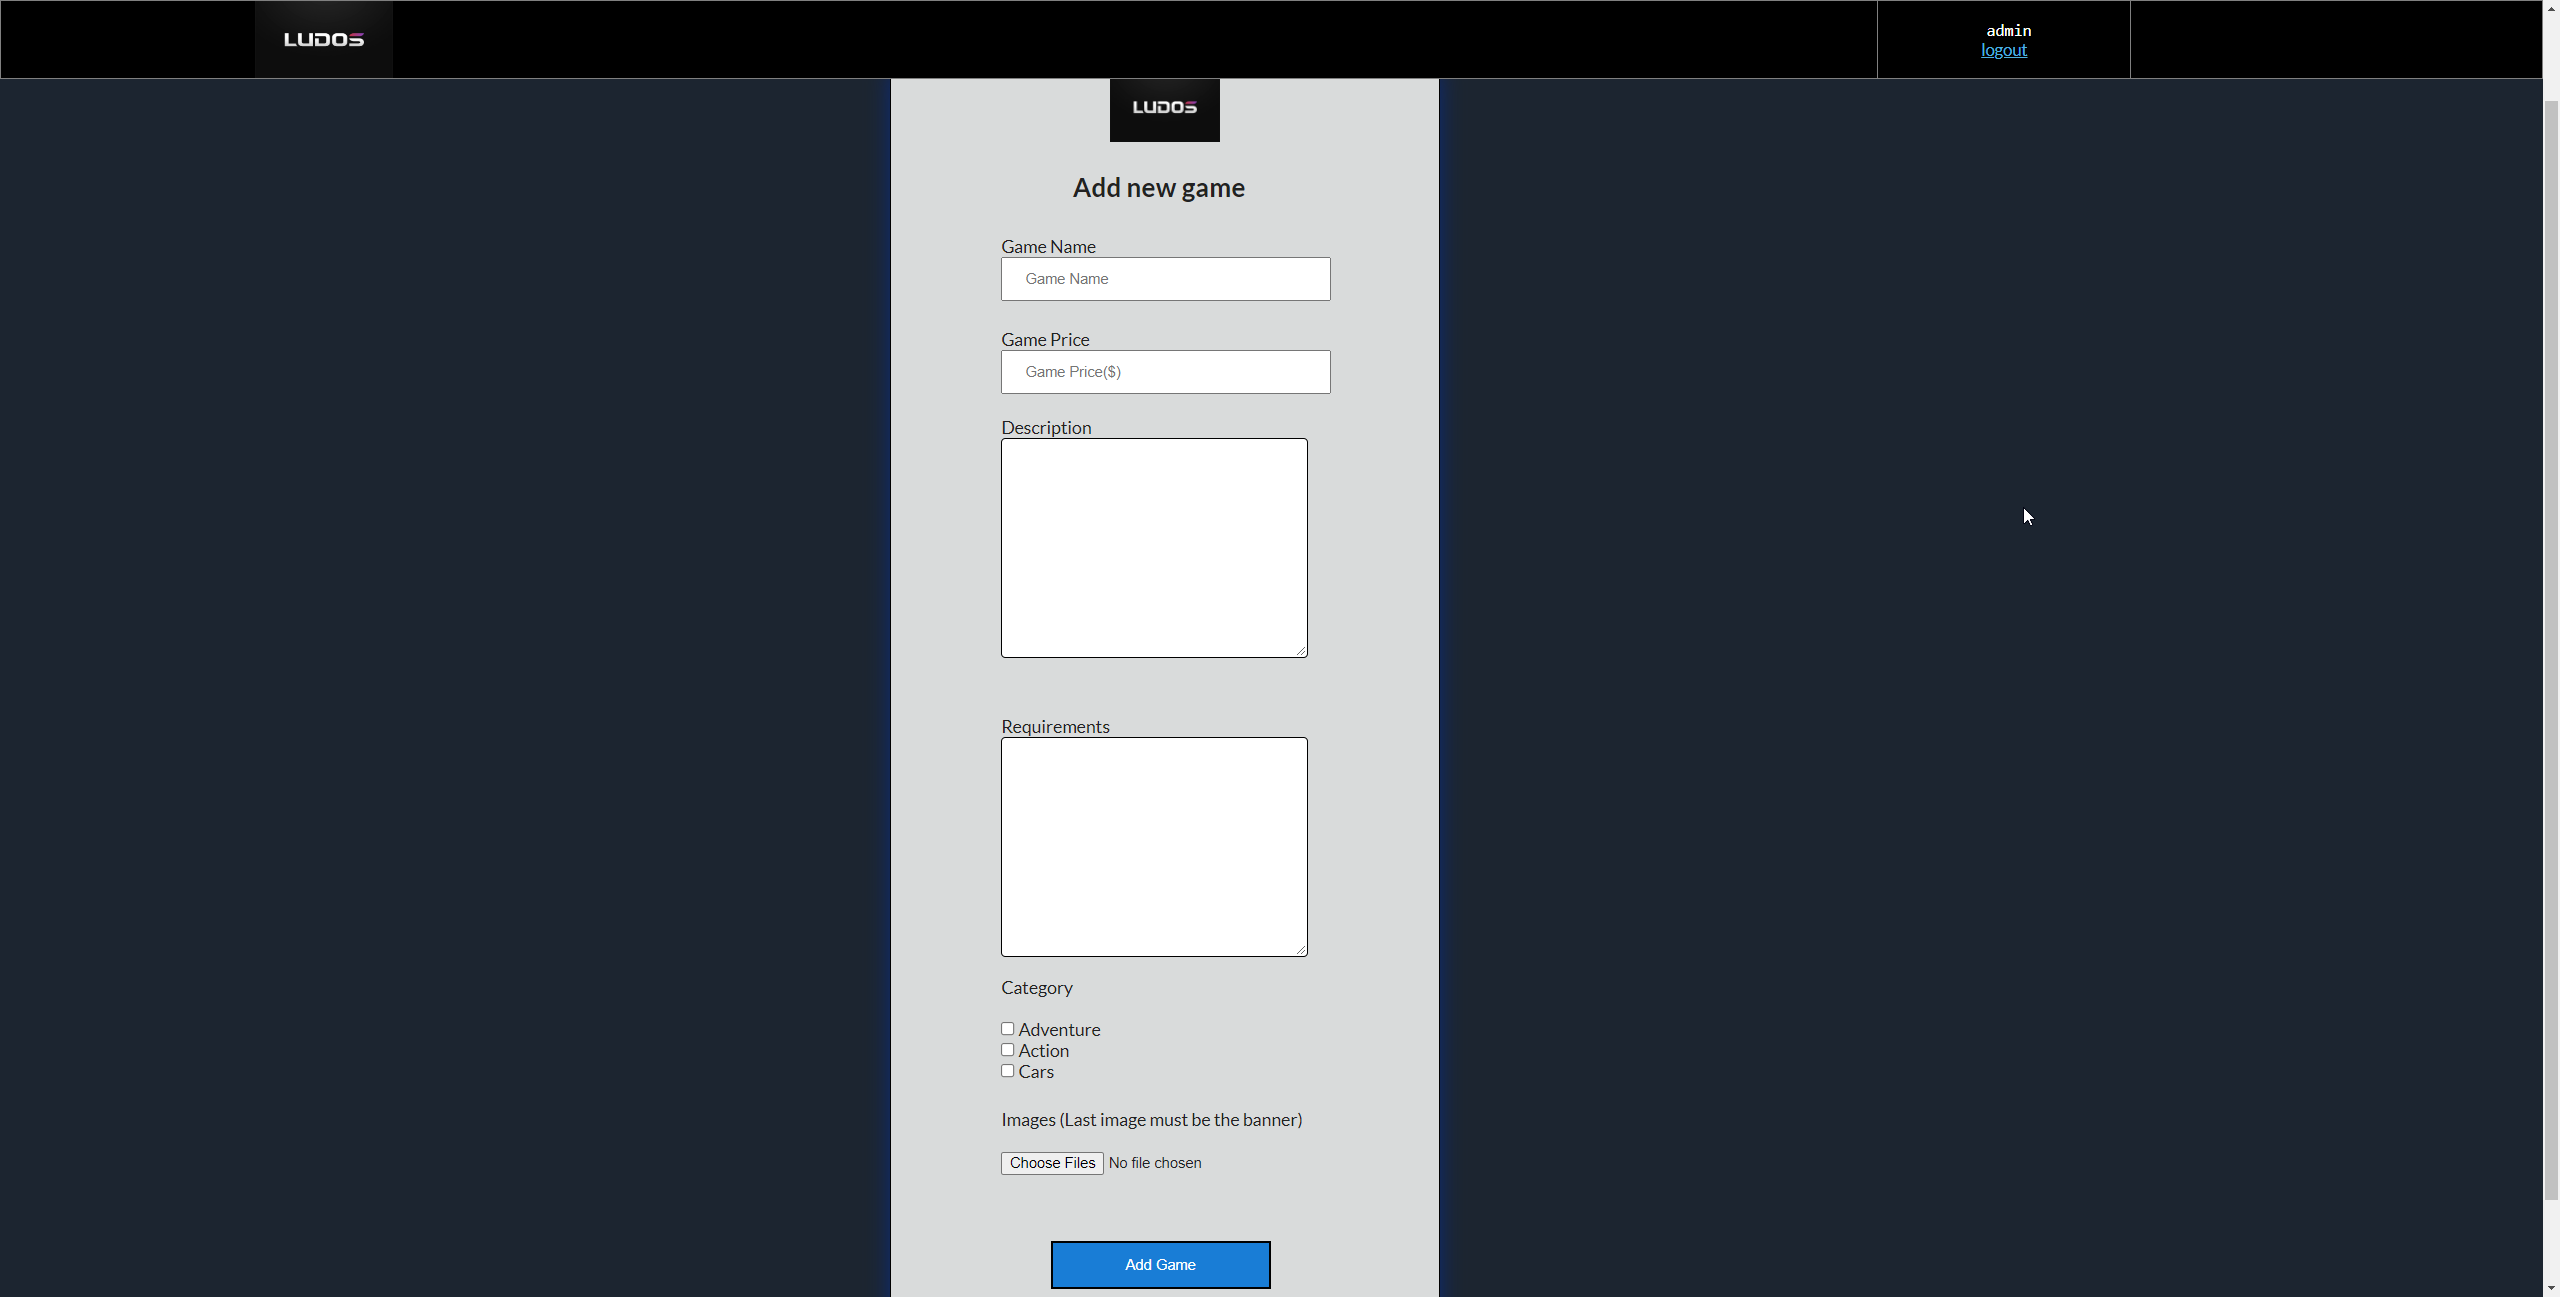 LUDOS
admin
logout
LUDOS
Add new game
Game Name
Game Name
Game Price
Game Price($)
Description
Requirements
Category
Adventure
Action
Cars
Images (Last image must be the banner)
Choose Files No file chosen
Add Game